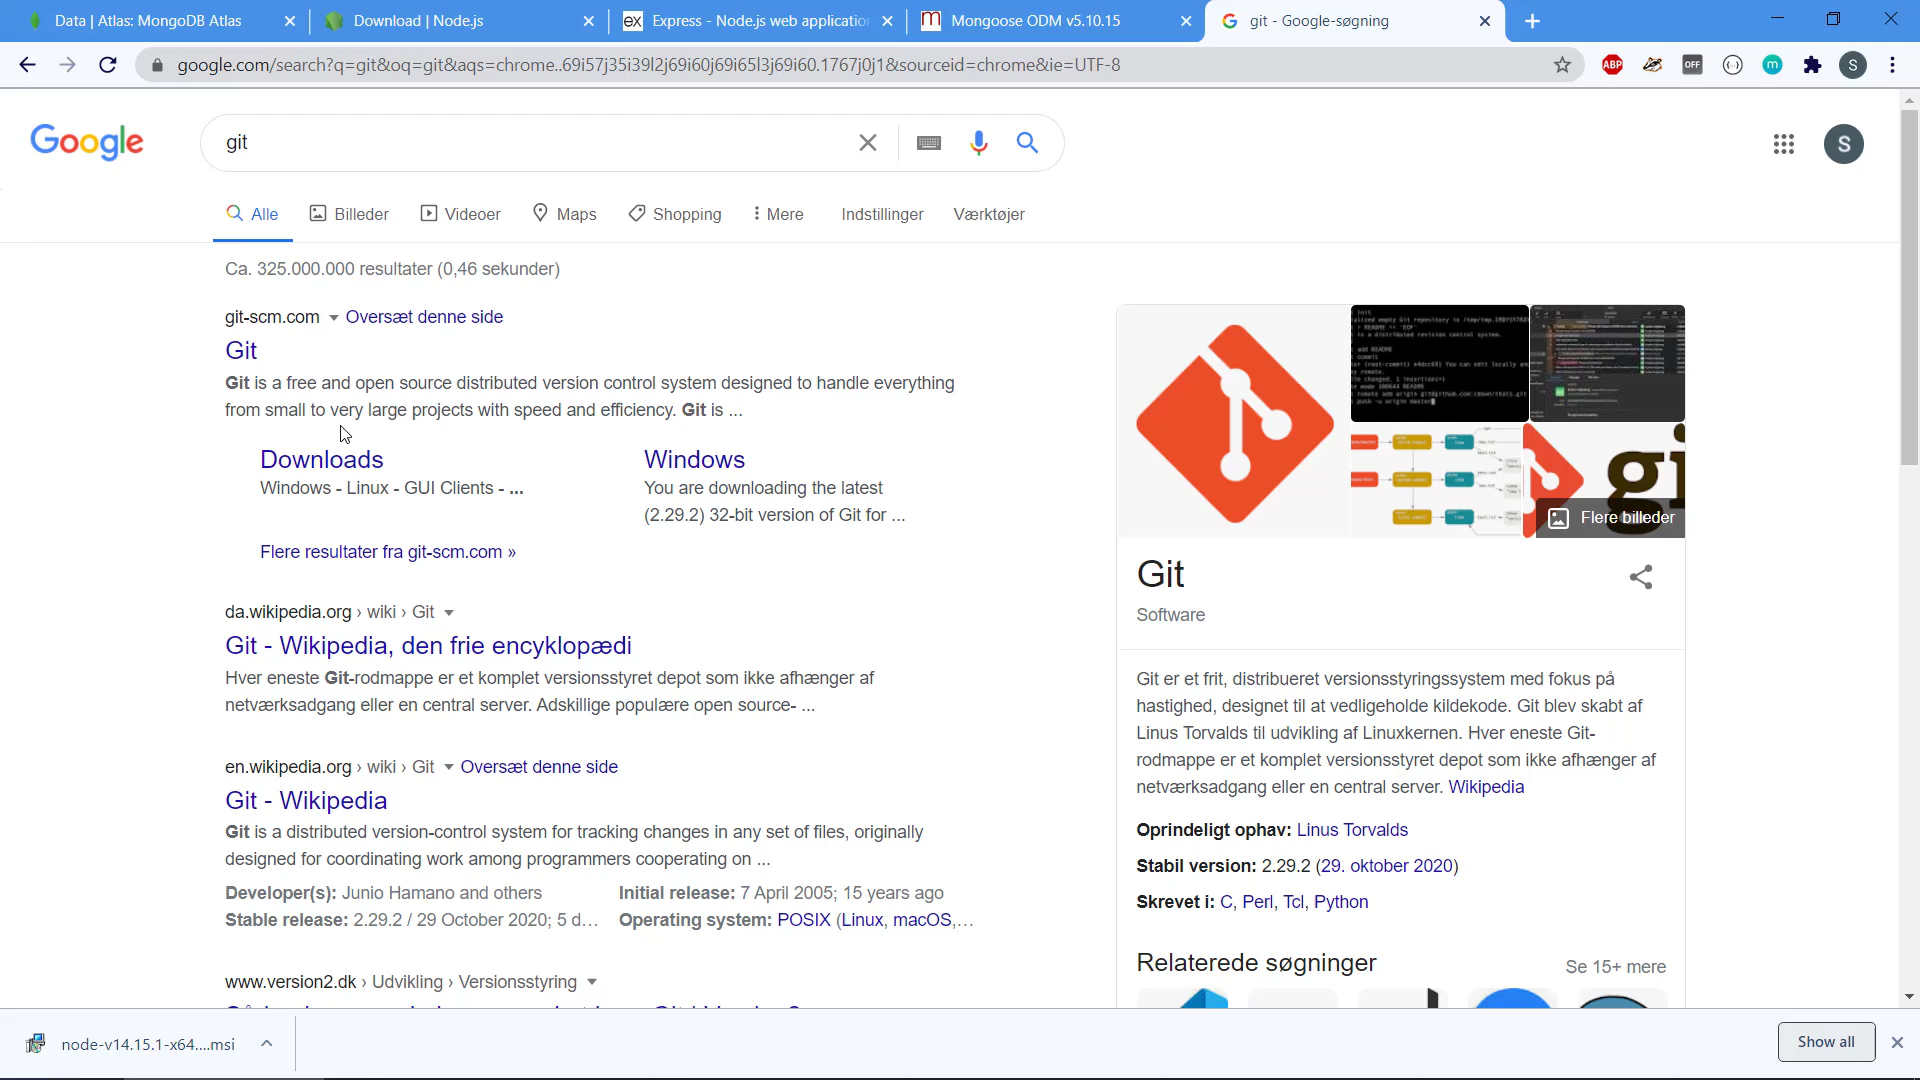 Data | Atlas: MongoDB Atlas
Download | Node.js
ex
Express - Node.js web application
m
Mongoose ODM v5.10.15
git - Google-søgning
google.com/search?q=git&oq=git&aqs=chrome..69i57j35i39l2j69i60j69i65l3j69i60.1767j0j1&sourceid=chrome&ie=UTF-8
ABP
OFF
m
S
Google
git
S
Alle
Billeder
Videoer
Maps
Shopping
Mere
Indstillinger
Værktøjer
Ca. 325.000.000 resultater (0,46 sekunder)
git-scm.com
Oversæt denne side
Git
Git is a free and open source distributed version control system designed to handle everything
from small to very large projects with speed and efficiency. Git is ...
Downloads
Windows - Linux - GUI Clients - ...
Windows
You are downloading the latest
(2.29.2) 32-bit version of Git for ...
Flere resultater fra git-scm.com »
da.wikipedia.org › wiki › Git
Git - Wikipedia, den frie encyklopædi
Hver eneste Git-rodmappe er et komplet versionsstyret depot som ikke afhænger af
netværksadgang eller en central server. Adskillige populære open source- ...
en.wikipedia.org › wiki › Git
Oversæt denne side
Git - Wikipedia
Git is a distributed version-control system for tracking changes in any set of files, originally
designed for coordinating work among programmers cooperating on ...
Developer(s): Junio Hamano and others
Initial release: 7 April 2005; 15 years ago
Stable release: 2.29.2 / 29 October 2020; 5 d...
Operating system: POSIX (Linux, macOS,...
www.version2.dk › Udvikling › Versionsstyring
gi
Flere billeder
Git
Software
Git er et frit, distribueret versionsstyringssystem med fokus på
hastighed, designet til at vedligeholde kildekode. Git blev skabt af
Linus Torvalds til udvikling af Linuxkernen. Hver eneste Git-
rodmappe er et komplet versionsstyret depot som ikke afhænger af
netværksadgang eller en central server. Wikipedia
Oprindeligt ophav: Linus Torvalds
Stabil version: 2.29.2 (29. oktober 2020)
Skrevet i: C, Perl, Tcl, Python
Relaterede søgninger
Se 15+ mere
node-v14.15.1-x64....msi
Show all